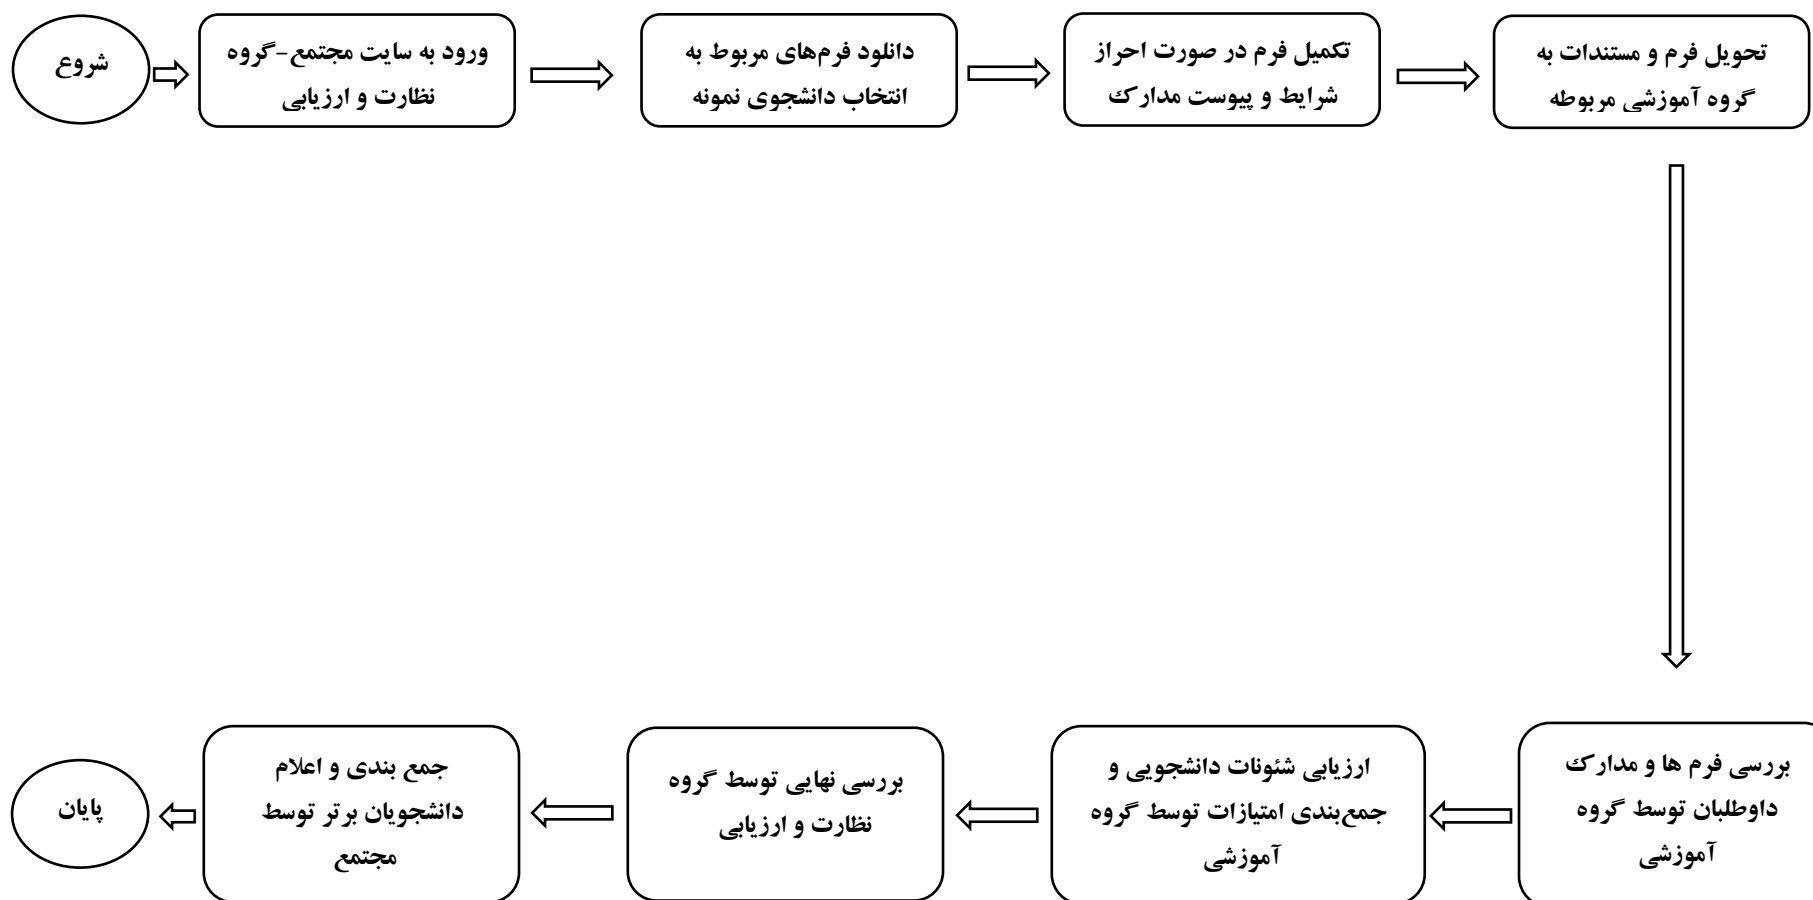 شروع
ورود به سایت مجتمع-گروه
نظارت و ارزیابی
دانلود فرم‌های مربوط به
انتخاب دانشجوی نمونه
تکمیل فرم در صورت احراز
شرایط و پیوست مدارک
تحویل فرم و مستندات به
گروه آموزشی مربوطه
بررسی فرم ها و مدارک
داوطلبان توسط گروه
آموزشی
ارزیابی شئونات دانشجویی و
جمع‌بندی امتیازات توسط گروه
آموزشی
بررسی نهایی توسط گروه
نظارت و ارزیابی
جمع بندی و اعلام
دانشجویان برتر توسط
مجتمع
پایان